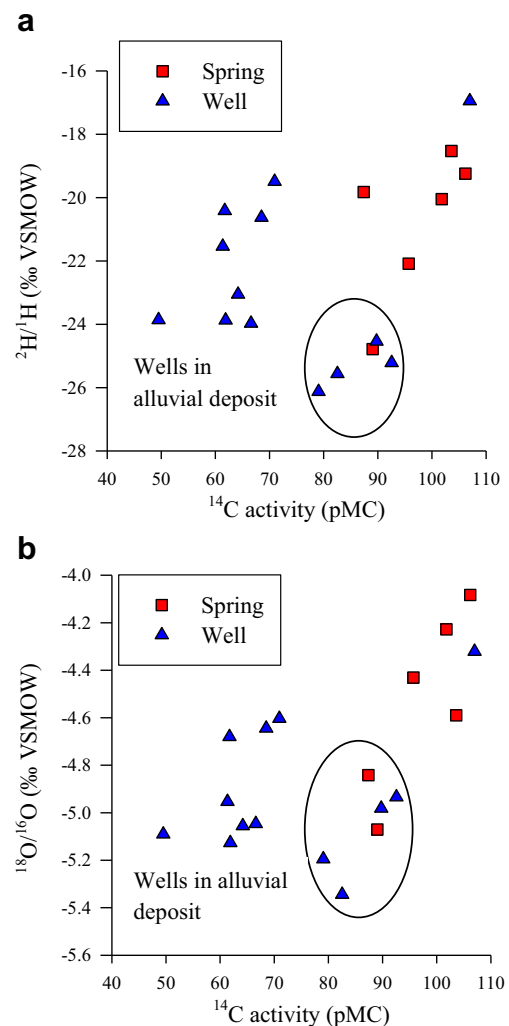 a
Spring
Well
-16
-18
-20
-22
-24
-26
-28
²H/¹H (‰ VSMOW)
Wells in
alluvial deposit
40 50 60 70 80 90 100 110
¹⁴C activity (pMC)
b
Spring
Well
-4.0
-4.2
-4.4
-4.6
-4.8
-5.0
-5.2
-5.4
-5.6
¹⁸O/¹⁶O (‰ VSMOW)
Wells in alluvial
deposit
40 50 60 70 80 90 100 110
¹⁴C activity (pMC)